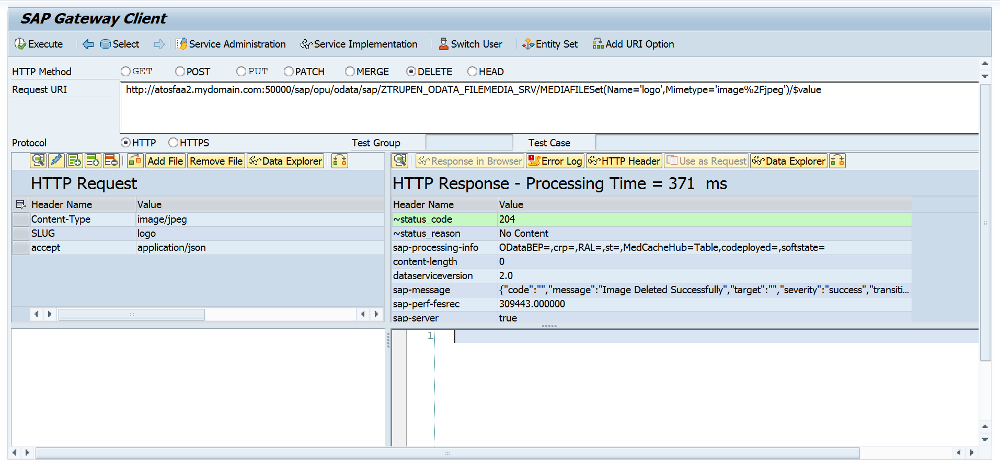 SAP Gateway Client
Execute Select Service Administration Service Implementation Switch User Entity Set Add URI Option
HTTP Method GET POST PUT PATCH MERGE DELETE HEAD
Request URI http://atosfaa2.mydomain.com:50000/sap/opu/odata/sap/ZTRUPEN_ODATA_FILEMEDIA_SRV/MEDIAFILESet(Name='logo',Mimetype='image%2Fjpeg')/$value
Protocol HTTP HTTPS Test Group Test Case
Add File Remove File Data Explorer
HTTP Request
Header Name Value
Content-Type image/jpeg
SLUG logo
accept application/json
Response in Browser Error Log HTTP Header Use as Request Data Explorer
HTTP Response - Processing Time = 371 ms
Header Name Value
~status_code 204
~status_reason No Content
sap-processing-info ODataBEP=,crp=,RAL=,st=,MedCacheHub=Table,codeployed=,softstate=
content-length 0
dataserviceversion 2.0
sap-message {"code":"","message":"Image Deleted Successfully","target":"","severity":"success","transiti...
sap-perf-fesrec 309443.000000
sap-server true
1